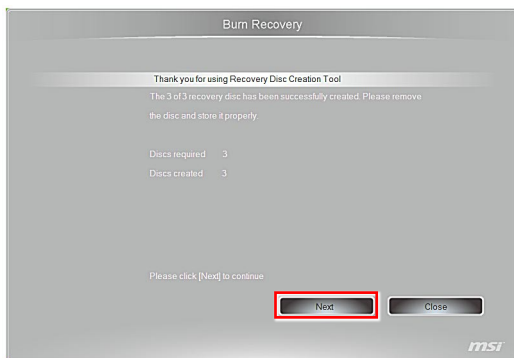 Burn Recovery
Thank you for using Recovery Disc Creation Tool
The 3 of 3 recovery disc has been successfully created. Please remove
the disc and store it properly.
Discs required 3
Discs created 3
Please click [Next] to continue
Next Close
msi